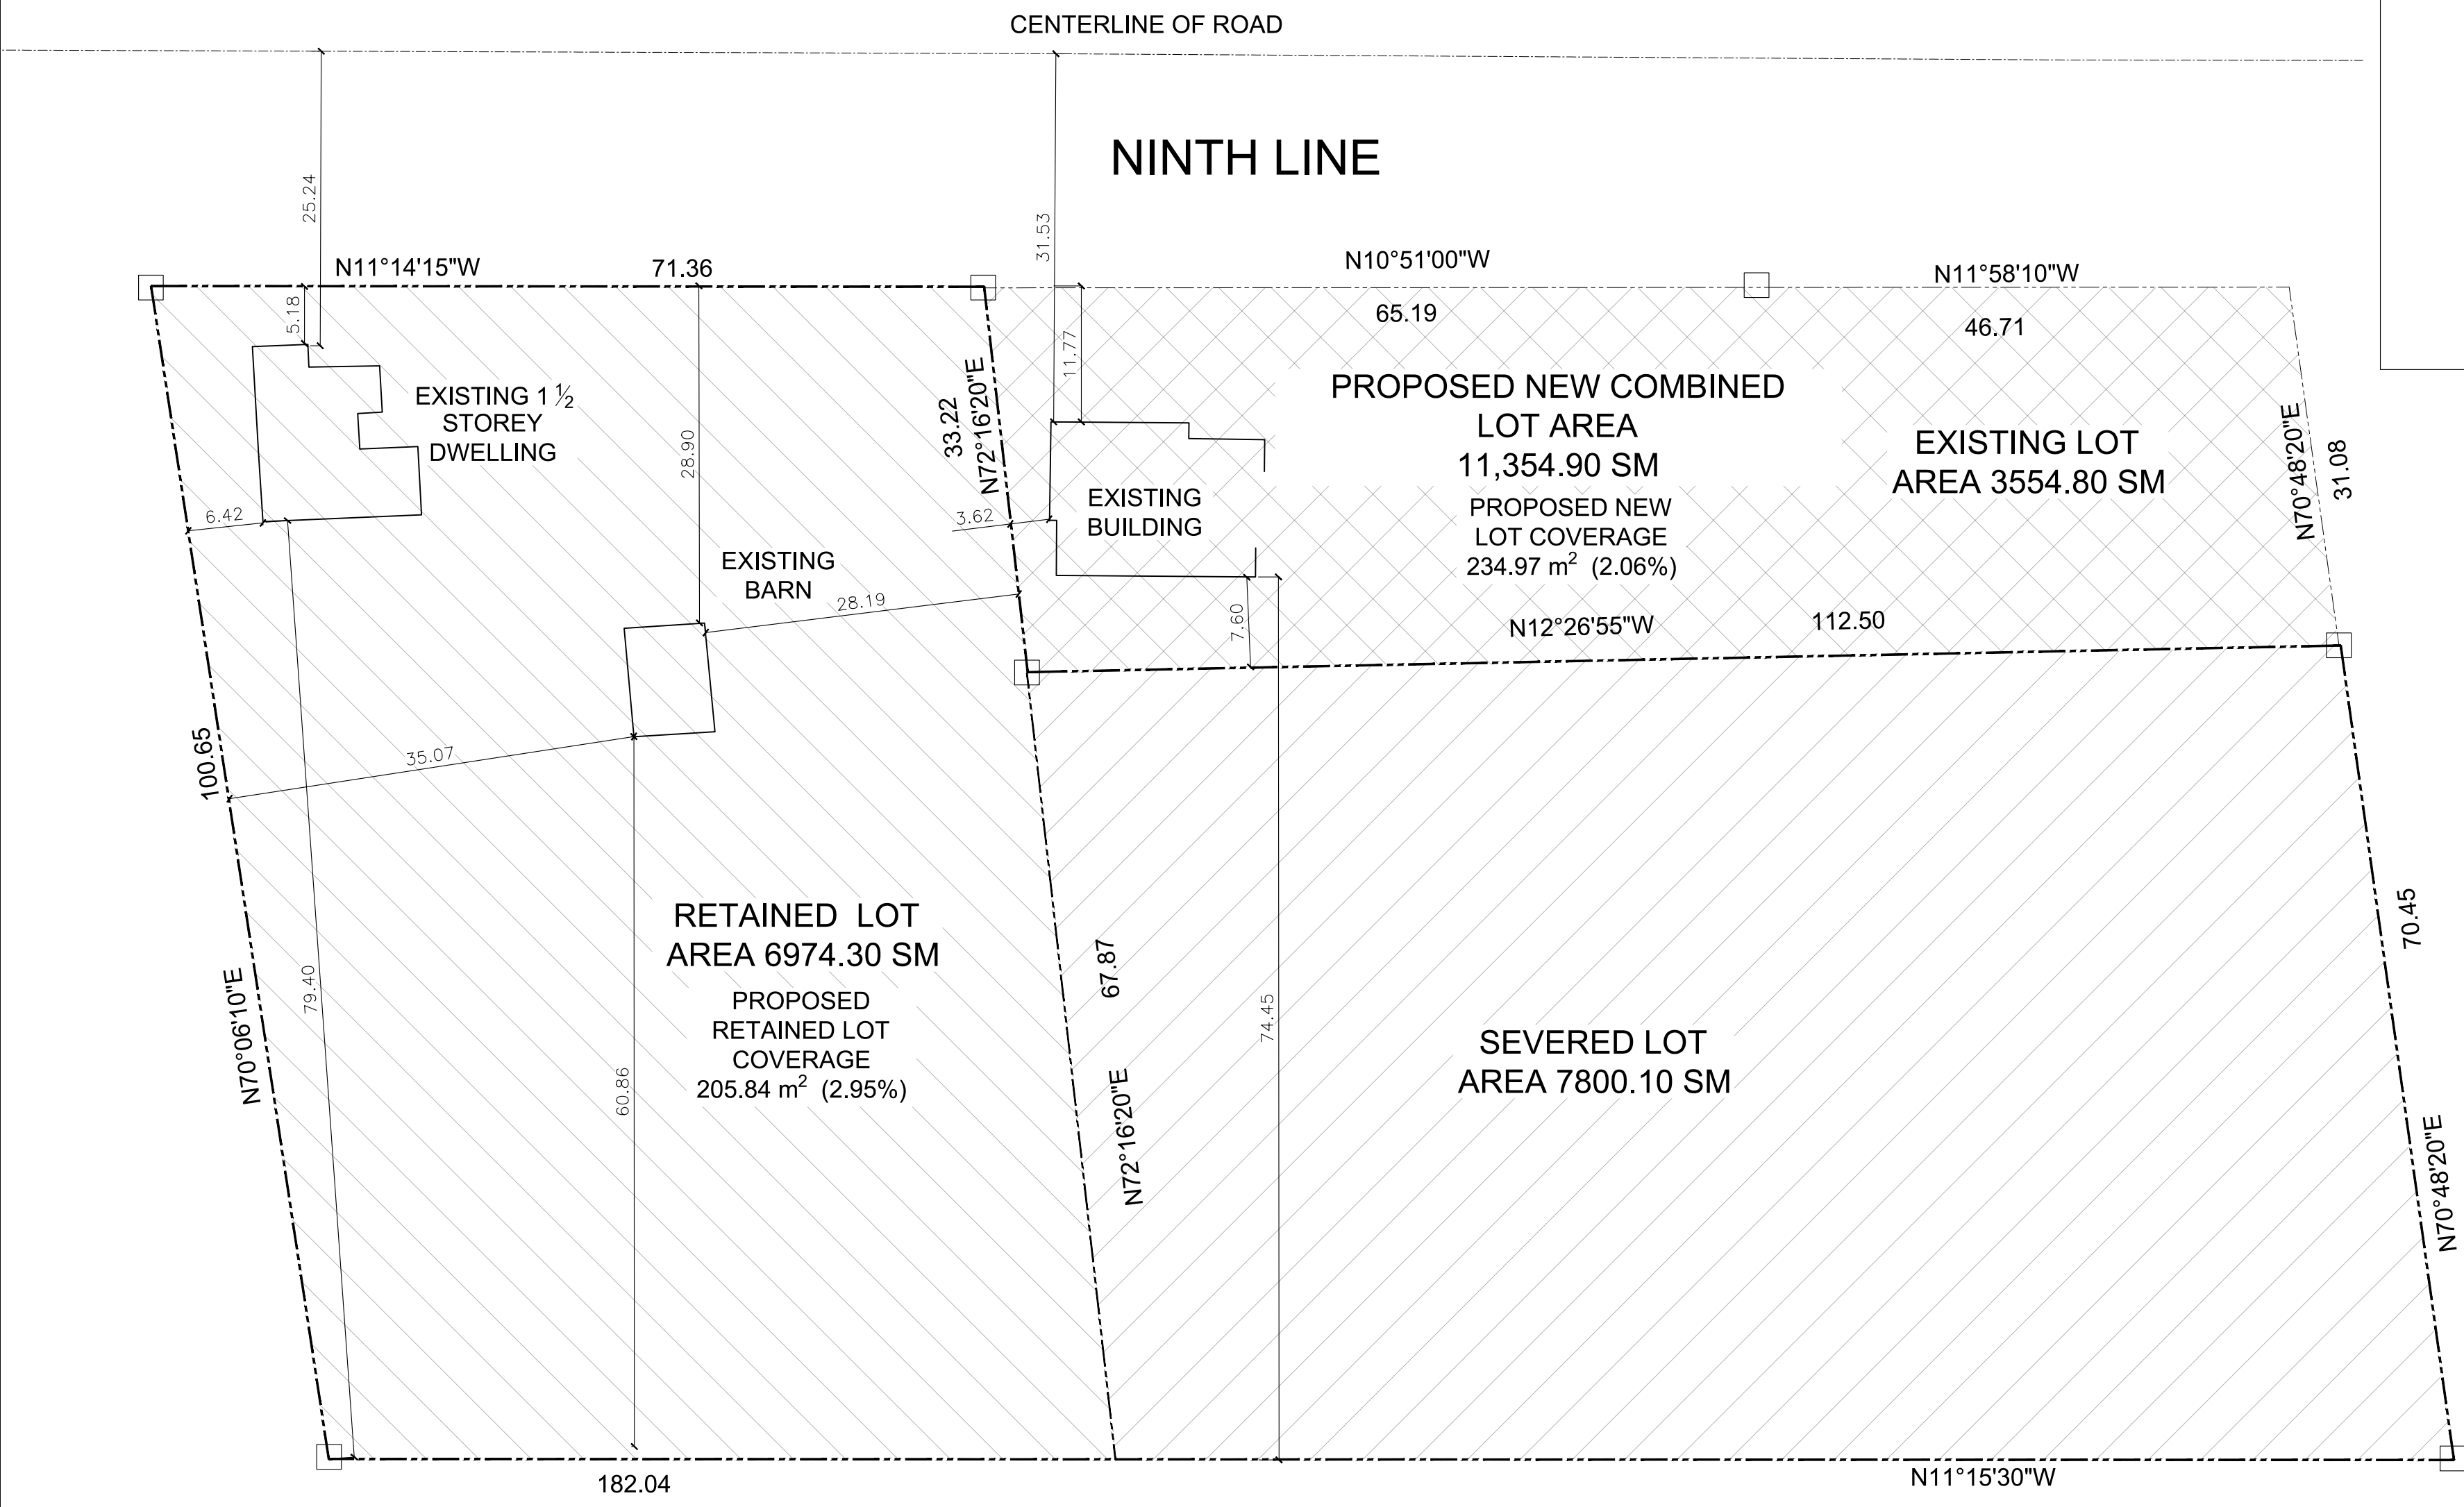 CENTERLINE OF ROAD
NINTH LINE
25.24
31.53
N11°14'15"W
71.36
N10°51'00"W
65.19
N11°58'10"W
46.71
5.18
11.77
EXISTING 1 ½
STOREY
DWELLING
28.90
33.22
N72°16'20"E
PROPOSED NEW COMBINED
LOT AREA
11,354.90 SM
PROPOSED NEW
LOT COVERAGE
234.97 m² (2.06%)
EXISTING LOT
AREA 3554.80 SM
N70°48'20"E
31.08
6.42
3.62
EXISTING
BUILDING
EXISTING
BARN
28.19
7.60
N12°26'55"W
112.50
100.65
35.07
RETAINED LOT
AREA 6974.30 SM
PROPOSED
RETAINED LOT
COVERAGE
205.84 m² (2.95%)
N70°06'10"E
79.40
60.86
67.87
N72°16'20"E
74.45
SEVERED LOT
AREA 7800.10 SM
70.45
N70°48'20"E
182.04
N11°15'30"W